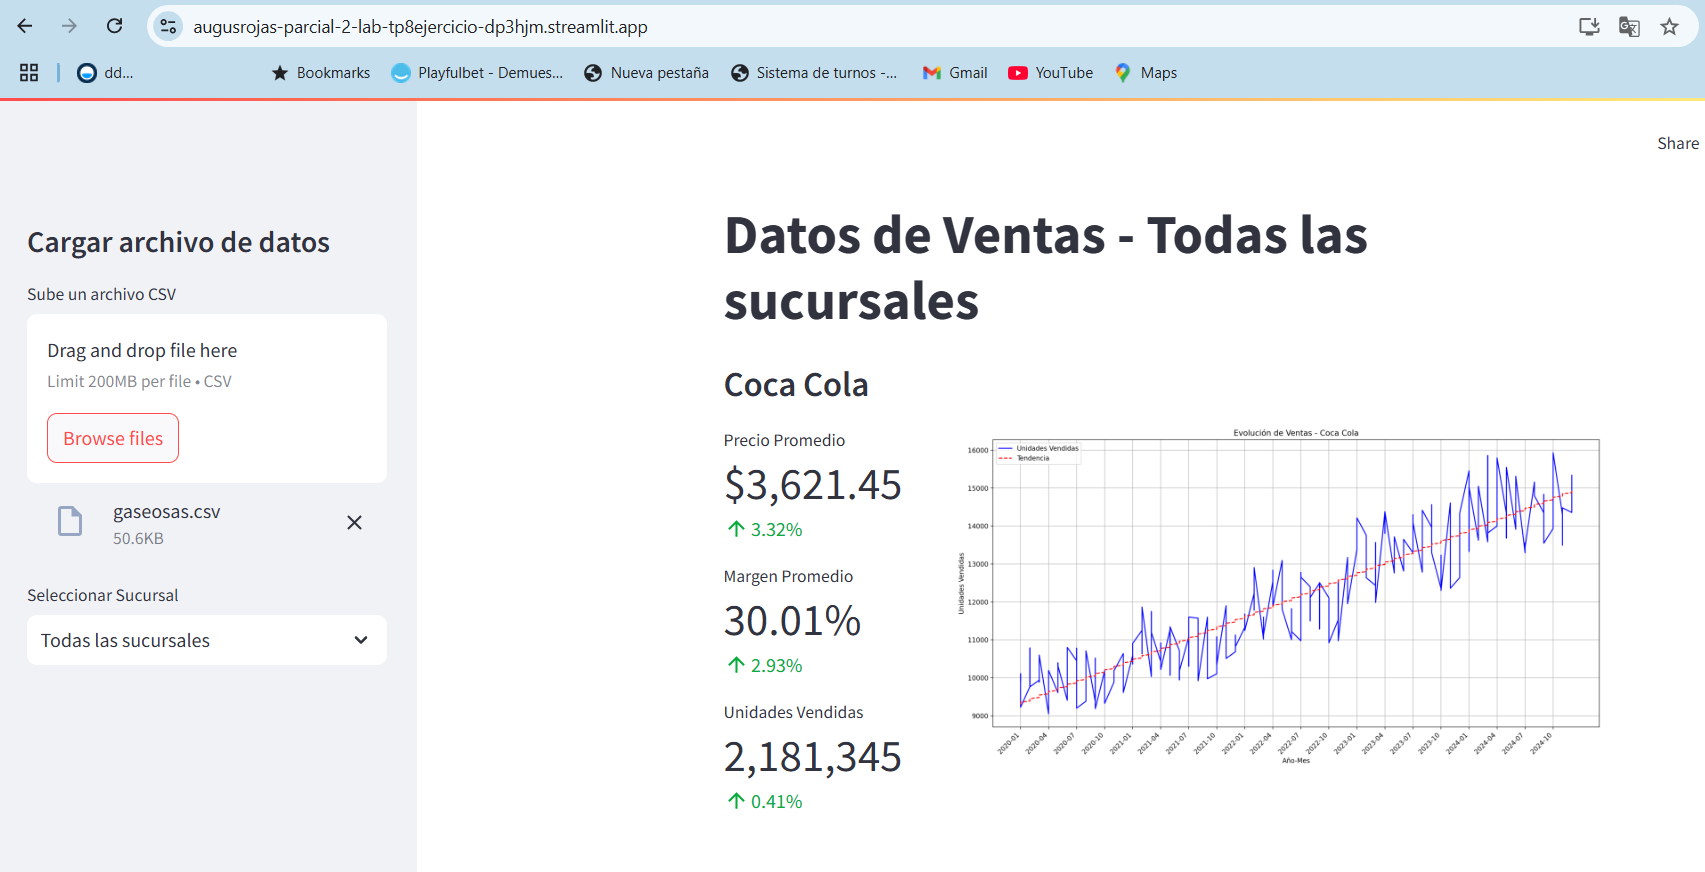 augusrojas-parcial-2-lab-tp8ejercicio-dp3hjm.streamlit.app
dd...
Bookmarks
Playfulbet - Demues...
Nueva pestaña
Sistema de turnos -...
Gmail
YouTube
Maps
Share
Cargar archivo de datos
Sube un archivo CSV
Drag and drop file here
Limit 200MB per file • CSV
Browse files
gaseosas.csv
50.6KB
Seleccionar Sucursal
Todas las sucursales
Datos de Ventas - Todas las
sucursales
Coca Cola
Precio Promedio
$3,621.45
3.32%
Margen Promedio
30.01%
2.93%
Unidades Vendidas
2,181,345
0.41%
Evolución de Ventas - Coca Cola
Unidades Vendidas
Tendencia
Unidades Vendidas
16000
15000
14000
13000
12000
11000
10000
9000
2020-01
2020-04
2020-07
2020-10
2021-01
2021-04
2021-07
2021-10
2022-01
2022-04
2022-07
2022-10
2023-01
2023-04
2023-07
2023-10
2024-01
2024-04
2024-07
2024-10
Año-Mes